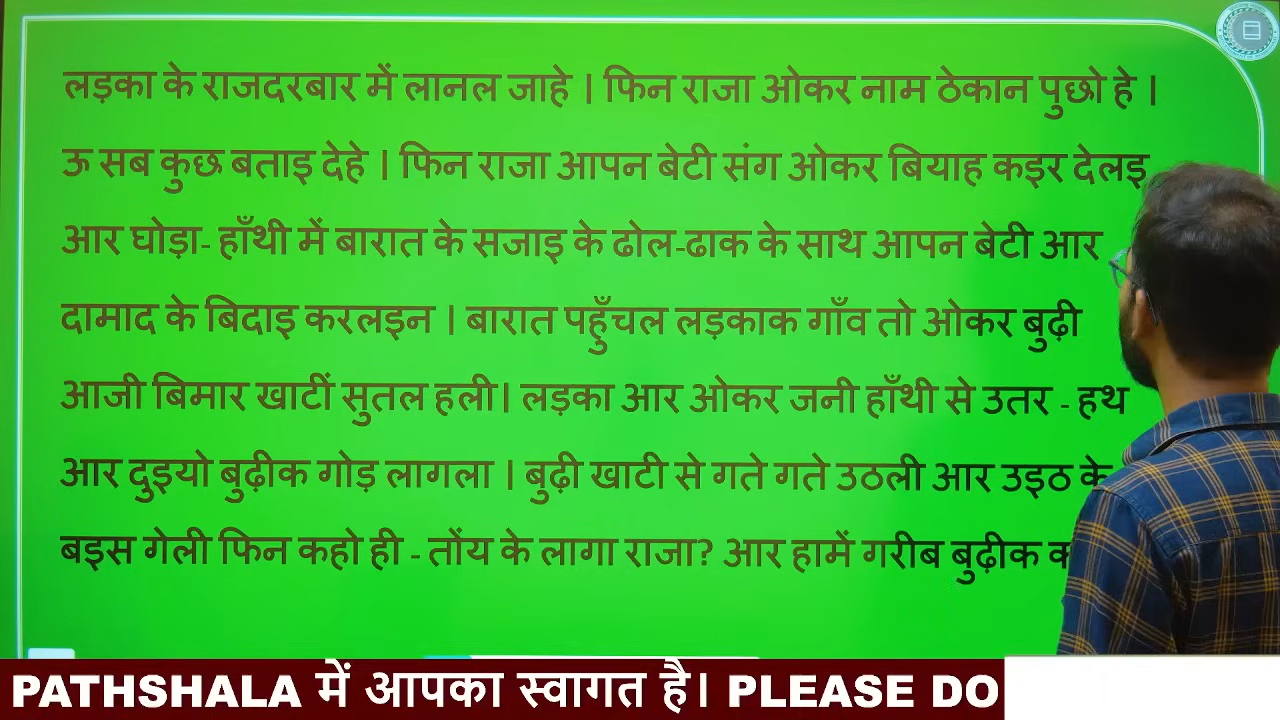 लड़का के राजदरबार में लानल जाहे । फिन राजा ओकर नाम ठेकान पुछो हे ।
ऊ सब कुछ बताइ देहे । फिन राजा आपन बेटी संग ओकर बियाह कइर देलइ
आर घोड़ा- हाँथी में बारात के सजाइ के ढोल-ढाक के साथ आपन बेटी आर
दामाद के बिदाइ करलइन । बारात पहुँचल लड़काक गाँव तो ओकर बुढ़ी
आजी बिमार खाटीं सुतल हली। लड़का आर ओकर जनी हाँथी से उतर - हथ
आर दुइयो बुढ़ीक गोड़ लागला । बुढ़ी खाटी से गते गते उठली आर उइठ के
बइस गेली फिन कहो ही - तोंय के लागा राजा? आर हामें गरीब बुढ़ीक
PATHSHALA में आपका स्वागत है। PLEASE DO